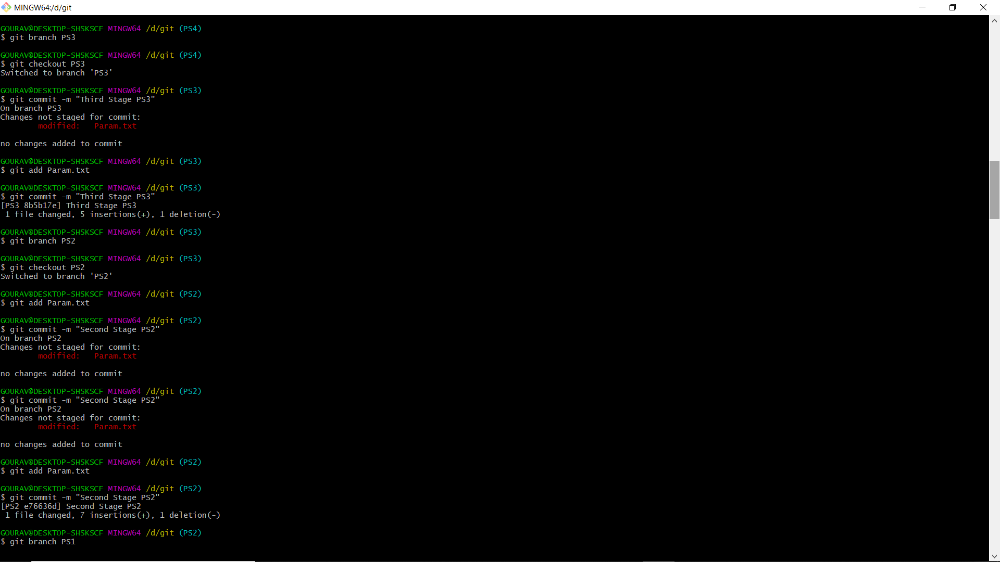 MINGW64:/d/git
GOURAV@DESKTOP-SHSKSCF MINGW64 /d/git (PS4)
$ git branch PS3
GOURAV@DESKTOP-SHSKSCF MINGW64 /d/git (PS4)
$ git checkout PS3
Switched to branch 'PS3'
GOURAV@DESKTOP-SHSKSCF MINGW64 /d/git (PS3)
$ git commit -m "Third Stage PS3"
On branch PS3
Changes not staged for commit:
modified: Param.txt
no changes added to commit
GOURAV@DESKTOP-SHSKSCF MINGW64 /d/git (PS3)
$ git add Param.txt
GOURAV@DESKTOP-SHSKSCF MINGW64 /d/git (PS3)
$ git commit -m "Third Stage PS3"
[PS3 8b5b17e] Third Stage PS3
1 file changed, 5 insertions(+), 1 deletion(-)
GOURAV@DESKTOP-SHSKSCF MINGW64 /d/git (PS3)
$ git branch PS2
GOURAV@DESKTOP-SHSKSCF MINGW64 /d/git (PS3)
$ git checkout PS2
Switched to branch 'PS2'
GOURAV@DESKTOP-SHSKSCF MINGW64 /d/git (PS2)
$ git add Param.txt
GOURAV@DESKTOP-SHSKSCF MINGW64 /d/git (PS2)
$ git commit -m "Second Stage PS2"
On branch PS2
Changes not staged for commit:
modified: Param.txt
no changes added to commit
GOURAV@DESKTOP-SHSKSCF MINGW64 /d/git (PS2)
$ git commit -m "Second Stage PS2"
On branch PS2
Changes not staged for commit:
modified: Param.txt
no changes added to commit
GOURAV@DESKTOP-SHSKSCF MINGW64 /d/git (PS2)
$ git add Param.txt
GOURAV@DESKTOP-SHSKSCF MINGW64 /d/git (PS2)
$ git commit -m "Second Stage PS2"
[PS2 e76636d] Second Stage PS2
1 file changed, 7 insertions(+), 1 deletion(-)
GOURAV@DESKTOP-SHSKSCF MINGW64 /d/git (PS2)
$ git branch PS1